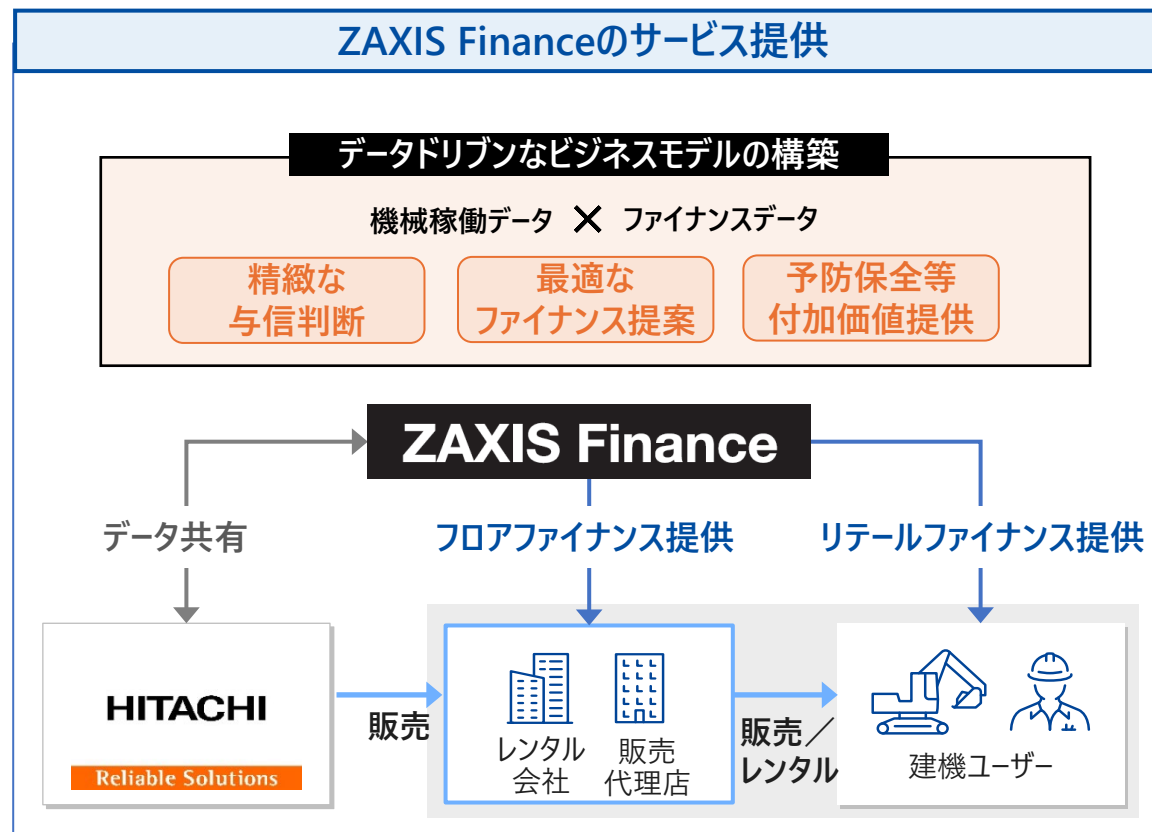 ZAXIS Financeのサービス提供
データドリブンなビジネスモデルの構築
機械稼働データ × ファイナンスデータ
精緻な
与信判断
最適な
ファイナンス提案
予防保全等
付加価値提供
ZAXIS Finance
データ共有
フロアファイナンス提供
リテールファイナンス提供
HITACHI
Reliable Solutions
販売
レンタル
会社
販売
代理店
販売／
レンタル
建機ユーザー